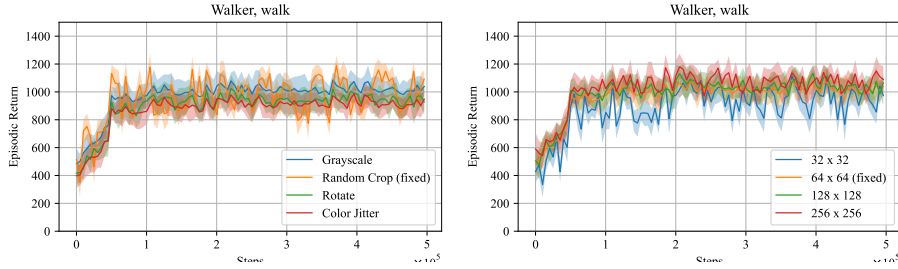 Walker, walk
1400
1200
1000
800
600
400
200
0
Episodic Return
Grayscale
Random Crop (fixed)
Rotate
Color Jitter
0 1 2 3 4 5
Steps
Walker, walk
1400
1200
1000
800
600
400
200
0
Episodic Return
32 x 32
64 x 64 (fixed)
128 x 128
256 x 256
0 1 2 3 4 5
Steps